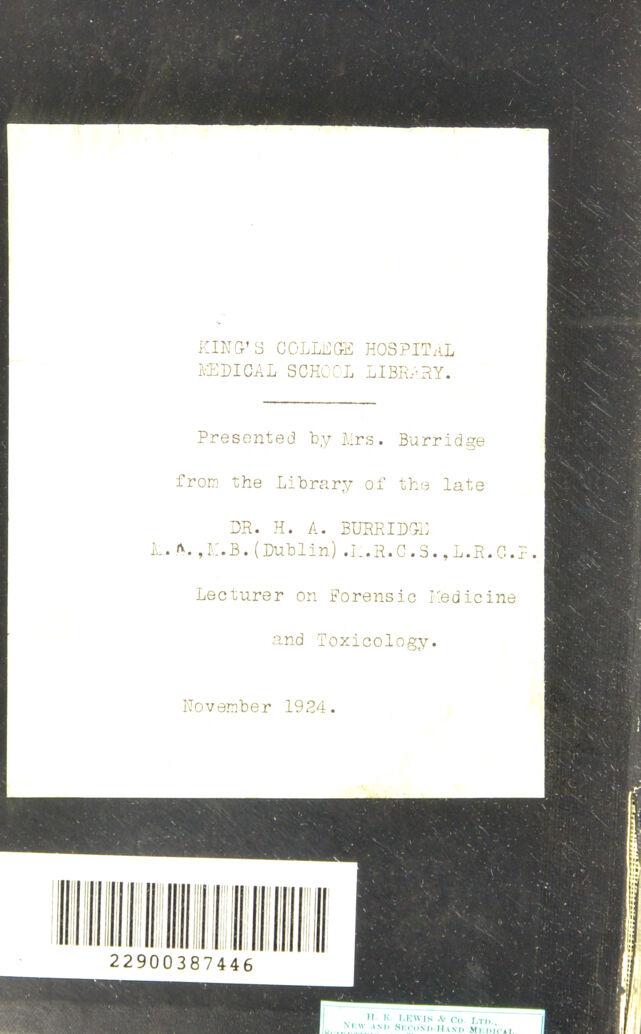 KING'S COLLEGE HOSPITAL
MEDICAL SCHOOL LIBRARY.
Presented by Mrs. Burridge
from the Library of the late
DR. H. A. BURRIDGE
M.A.,M.B.(Dublin).M.R.C.S.,L.R.C.P.
Lecturer on Forensic Medicine
and Toxicology.
November 1924.
22900387446
H. K. LEWIS & CO. LTD.,
NEW AND SECOND-HAND MEDICAL